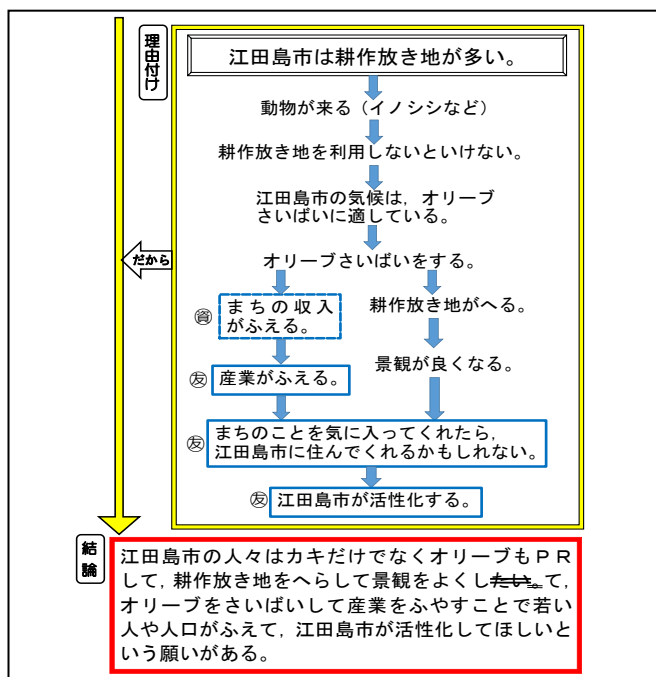 理由付け
江田島市は耕作放き地が多い。
動物が来る（イノシシなど）
耕作放き地を利用しないといけない。
江田島市の気候は，オリーブ
さいばいに適している。
だから
オリーブさいばいをする。
㊮
まちの収入
がふえる。
耕作放き地がへる。
友
産業がふえる。
景観が良くなる。
友
まちのことを気に入ってくれたら，
江田島市に住んでくれるかもしれない。
友
江田島市が活性化する。
結論
江田島市の人々はカキだけでなくオリーブもＰＲ
して，耕作放き地をへらして景観をよくしたい。て，
オリーブをさいばいして産業をふやすことで若い
人や人口がふえて，江田島市が活性化してほしいと
いう願いがある。